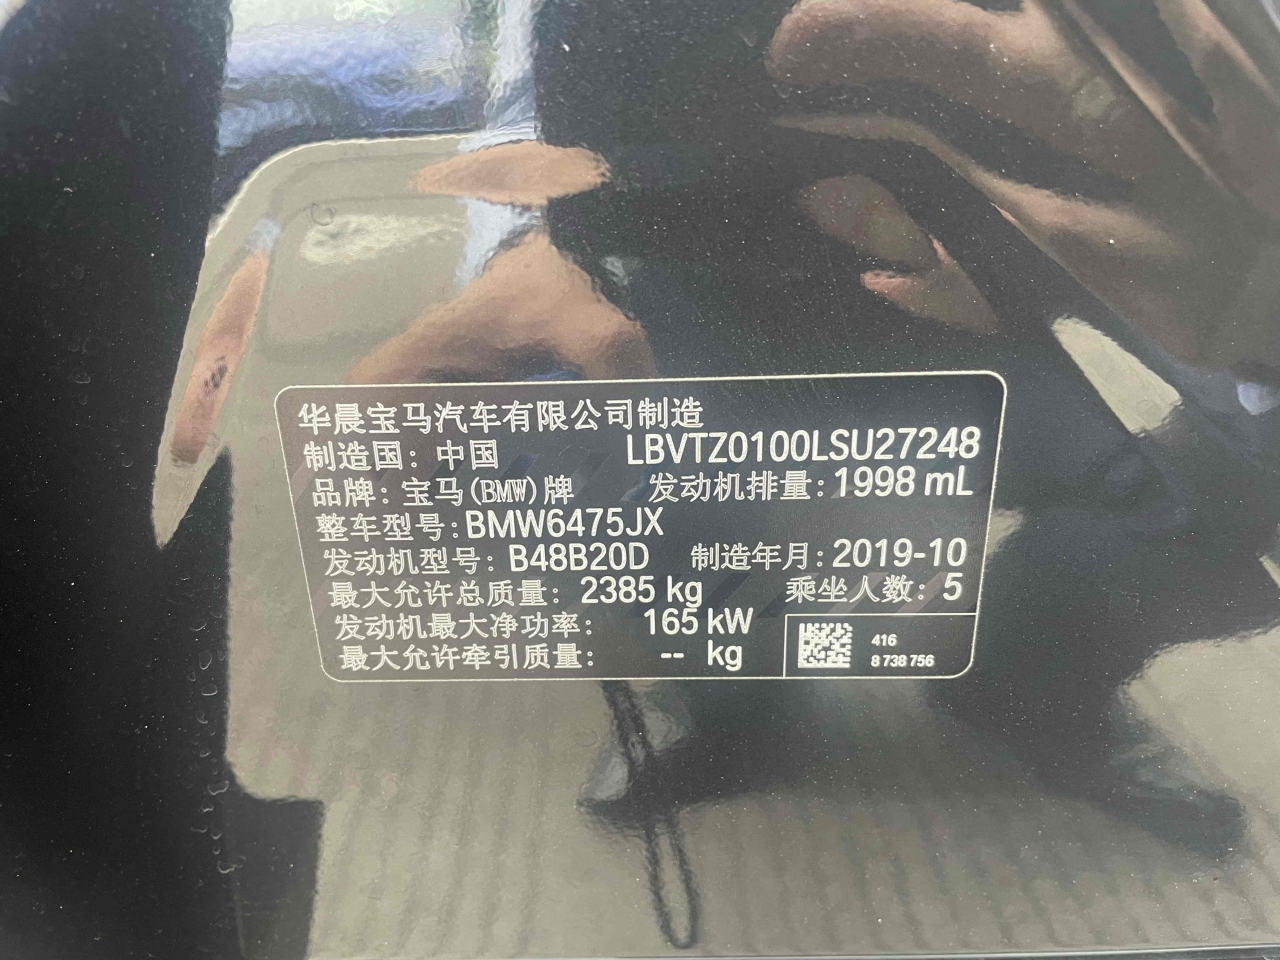 华晨宝马汽车有限公司制造
制造国：中国 LBVTZ0100LSU27248
品牌：宝马(BMW)牌 发动机排量：1998 mL
整车型号：BMW6475JX
发动机型号：B48B20D 制造年月：2019-10
最大允许总质量：2385 kg 乘坐人数：5
发动机最大净功率：165 kW
最大允许牵引质量：-- kg
416
8 738 756